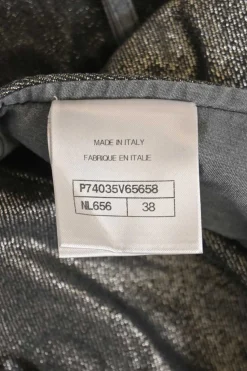 MADE IN ITALY
FABRIQUE EN ITALIE
P74035V65658
NL656 38